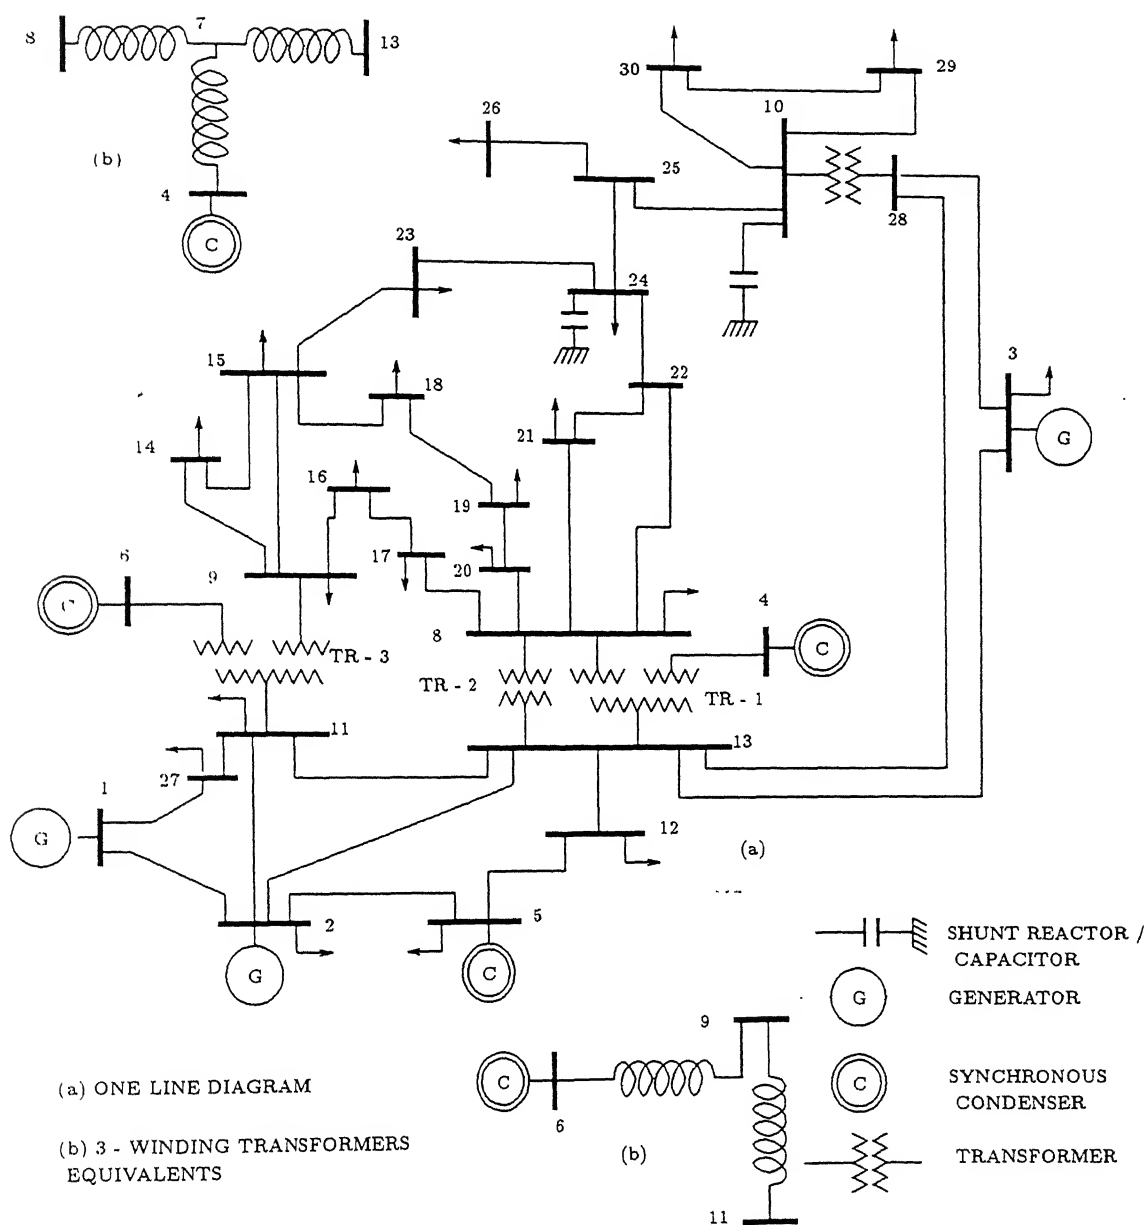 7
8
13
(b)
4
C
30
29
10
26
25
28
23
24
3
15
18
22
G
14
21
16
19
6
9
17
20
C
8
4
C
TR - 3
TR - 2
TR - 1
11
13
27
1
G
12
(a)
2
5
G
C
SHUNT REACTOR /
CAPACITOR
G
GENERATOR
9
C
C
SYNCHRONOUS
CONDENSER
(a) ONE LINE DIAGRAM
6
(b) 3 - WINDING TRANSFORMERS
EQUIVALENTS
(b)
TRANSFORMER
11